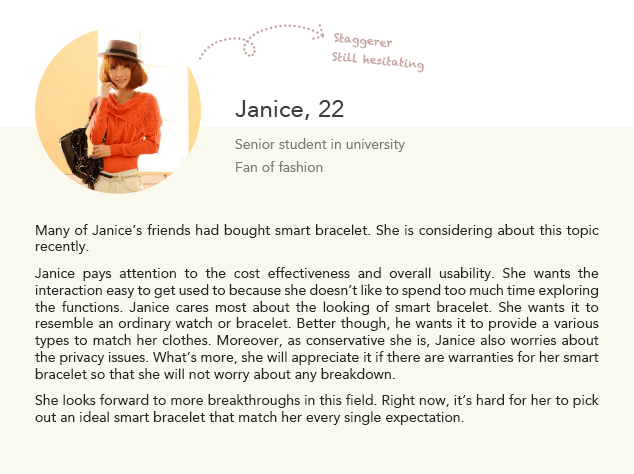 Staggerer
Still hesitating
Janice, 22
Senior student in university
Fan of fashion
Many of Janice’s friends had bought smart bracelet. She is considering about this topic
recently.
Janice pays attention to the cost effectiveness and overall usability. She wants the
interaction easy to get used to because she doesn’t like to spend too much time exploring
the functions. Janice cares most about the looking of smart bracelet. She wants it to
resemble an ordinary watch or bracelet. Better though, he wants it to provide a various
types to match her clothes. Moreover, as conservative she is, Janice also worries about
the privacy issues. What’s more, she will appreciate it if there are warranties for her smart
bracelet so that she will not worry about any breakdown.
She looks forward to more breakthroughs in this field. Right now, it’s hard for her to pick
out an ideal smart bracelet that match her every single expectation.